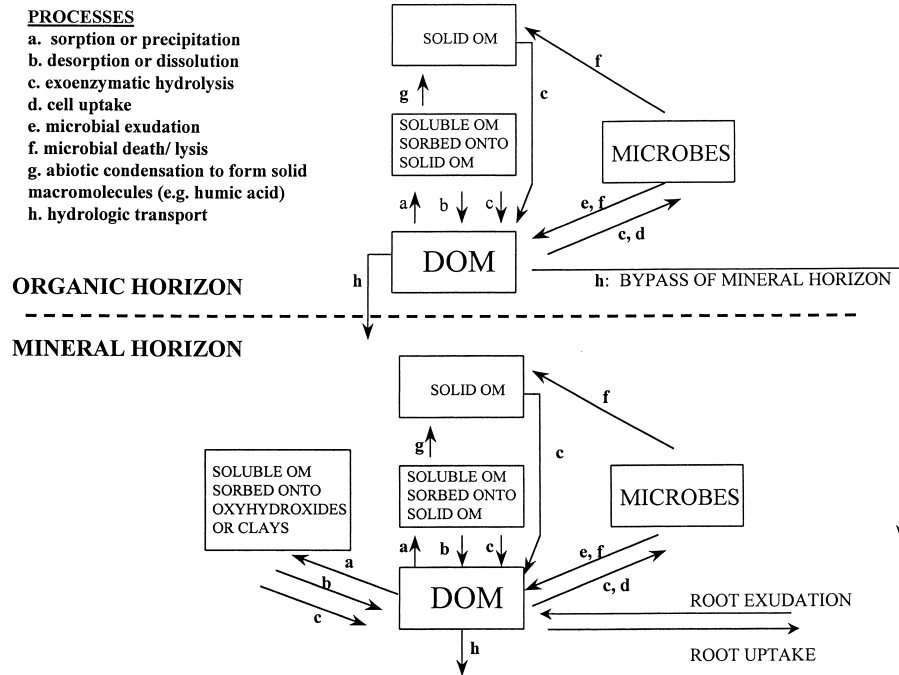 PROCESSES
a. sorption or precipitation
b. desorption or dissolution
c. exoenzymatic hydrolysis
d. cell uptake
e. microbial exudation
f. microbial death/ lysis
g. abiotic condensation to form solid
macromolecules (e.g. humic acid)
h. hydrologic transport
SOLID OM
f
c
g
SOLUBLE OM
SORBED ONTO
SOLID OM
MICROBES
a
b
c
e, f
c, d
DOM
h
h: BYPASS OF MINERAL HORIZON
ORGANIC HORIZON
MINERAL HORIZON
SOLID OM
f
c
g
SOLUBLE OM
SORBED ONTO
OXYHYDROXIDES
OR CLAYS
SOLUBLE OM
SORBED ONTO
SOLID OM
MICROBES
a
b
c
a
b
c
e, f
c, d
DOM
ROOT EXUDATION
ROOT UPTAKE
h